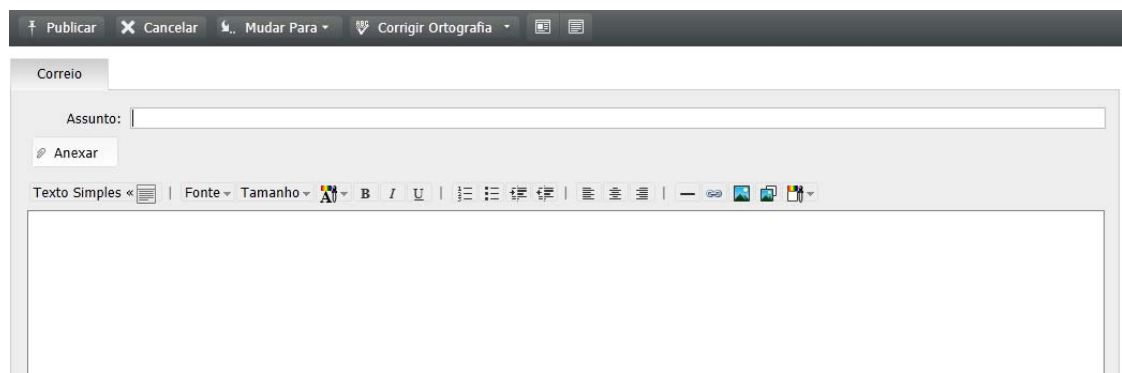 Publicar Cancelar Mudar Para Corrigir Ortografia
Correio
Assunto:
Anexar
Texto Simples « | Fonte Tamanho A B I U | | | —